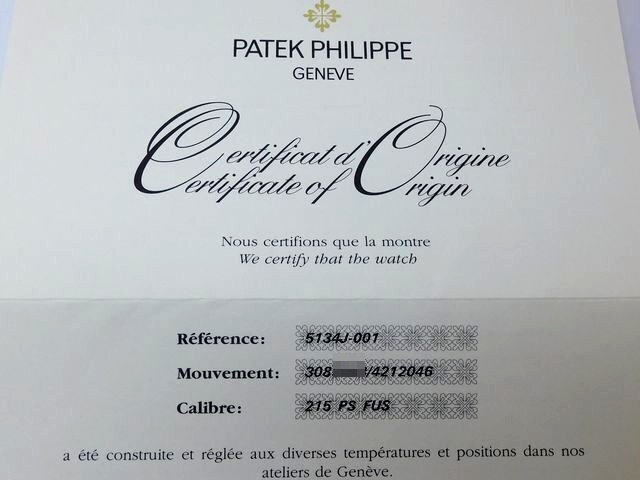 PATEK PHILIPPE
GENEVE
Certificat d'Origine
Certificate of Origin
Nous certifions que la montre
We certify that the watch
Référence: 5134J-001
Mouvement: 308 /4212046
Calibre: 215 PS FUS
a été construite et réglée aux diverses températures et positions dans nos
ateliers de Genève.